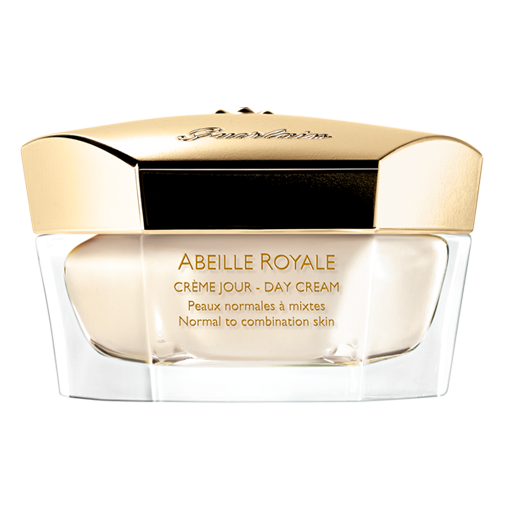 Guerlain
ABEILLE ROYALE
CRÈME JOUR - DAY CREAM
Peaux normales à mixtes
Normal to combination skin